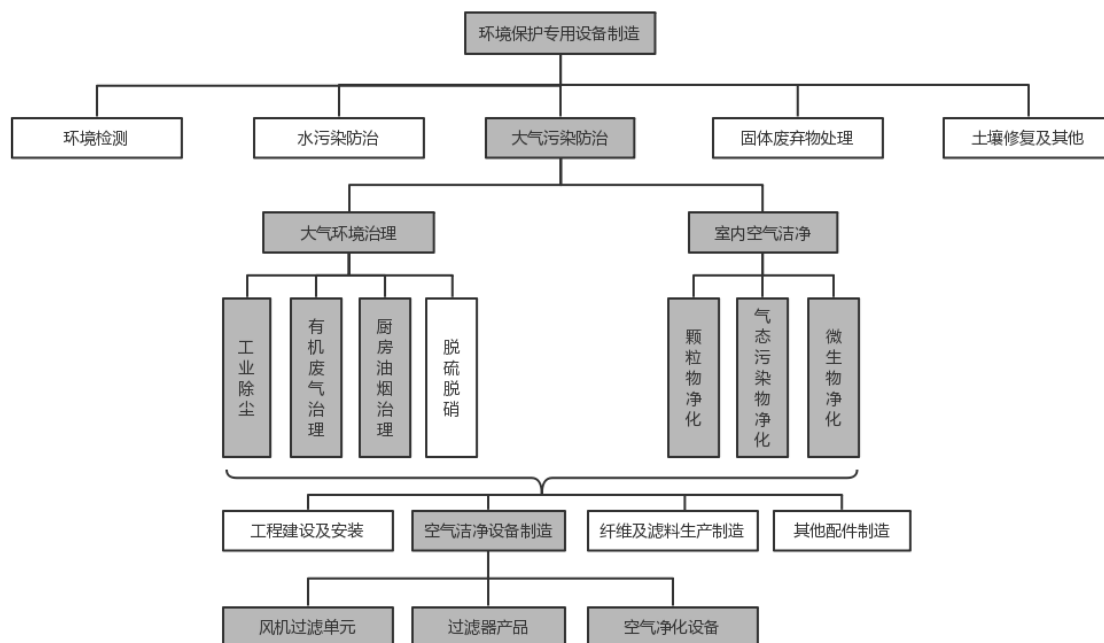 环境保护专用设备制造
环境检测
水污染防治
大气污染防治
固体废弃物处理
土壤修复及其他
大气环境治理
室内空气洁净
工业除尘
有机废气治理
厨房油烟治理
脱硫脱硝
颗粒物净化
气态污染物净化
微生物净化
工程建设及安装
空气洁净设备制造
纤维及滤料生产制造
其他配件制造
风机过滤单元
过滤器产品
空气净化设备